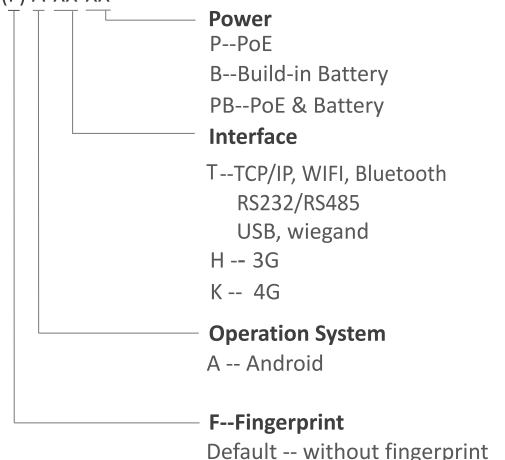 Power
P--PoE
B--Build-in Battery
PB--PoE & Battery
Interface
T--TCP/IP, WIFI, Bluetooth
RS232/RS485
USB, wiegand
H -- 3G
K -- 4G
Operation System
A -- Android
F--Fingerprint
Default -- without fingerprint